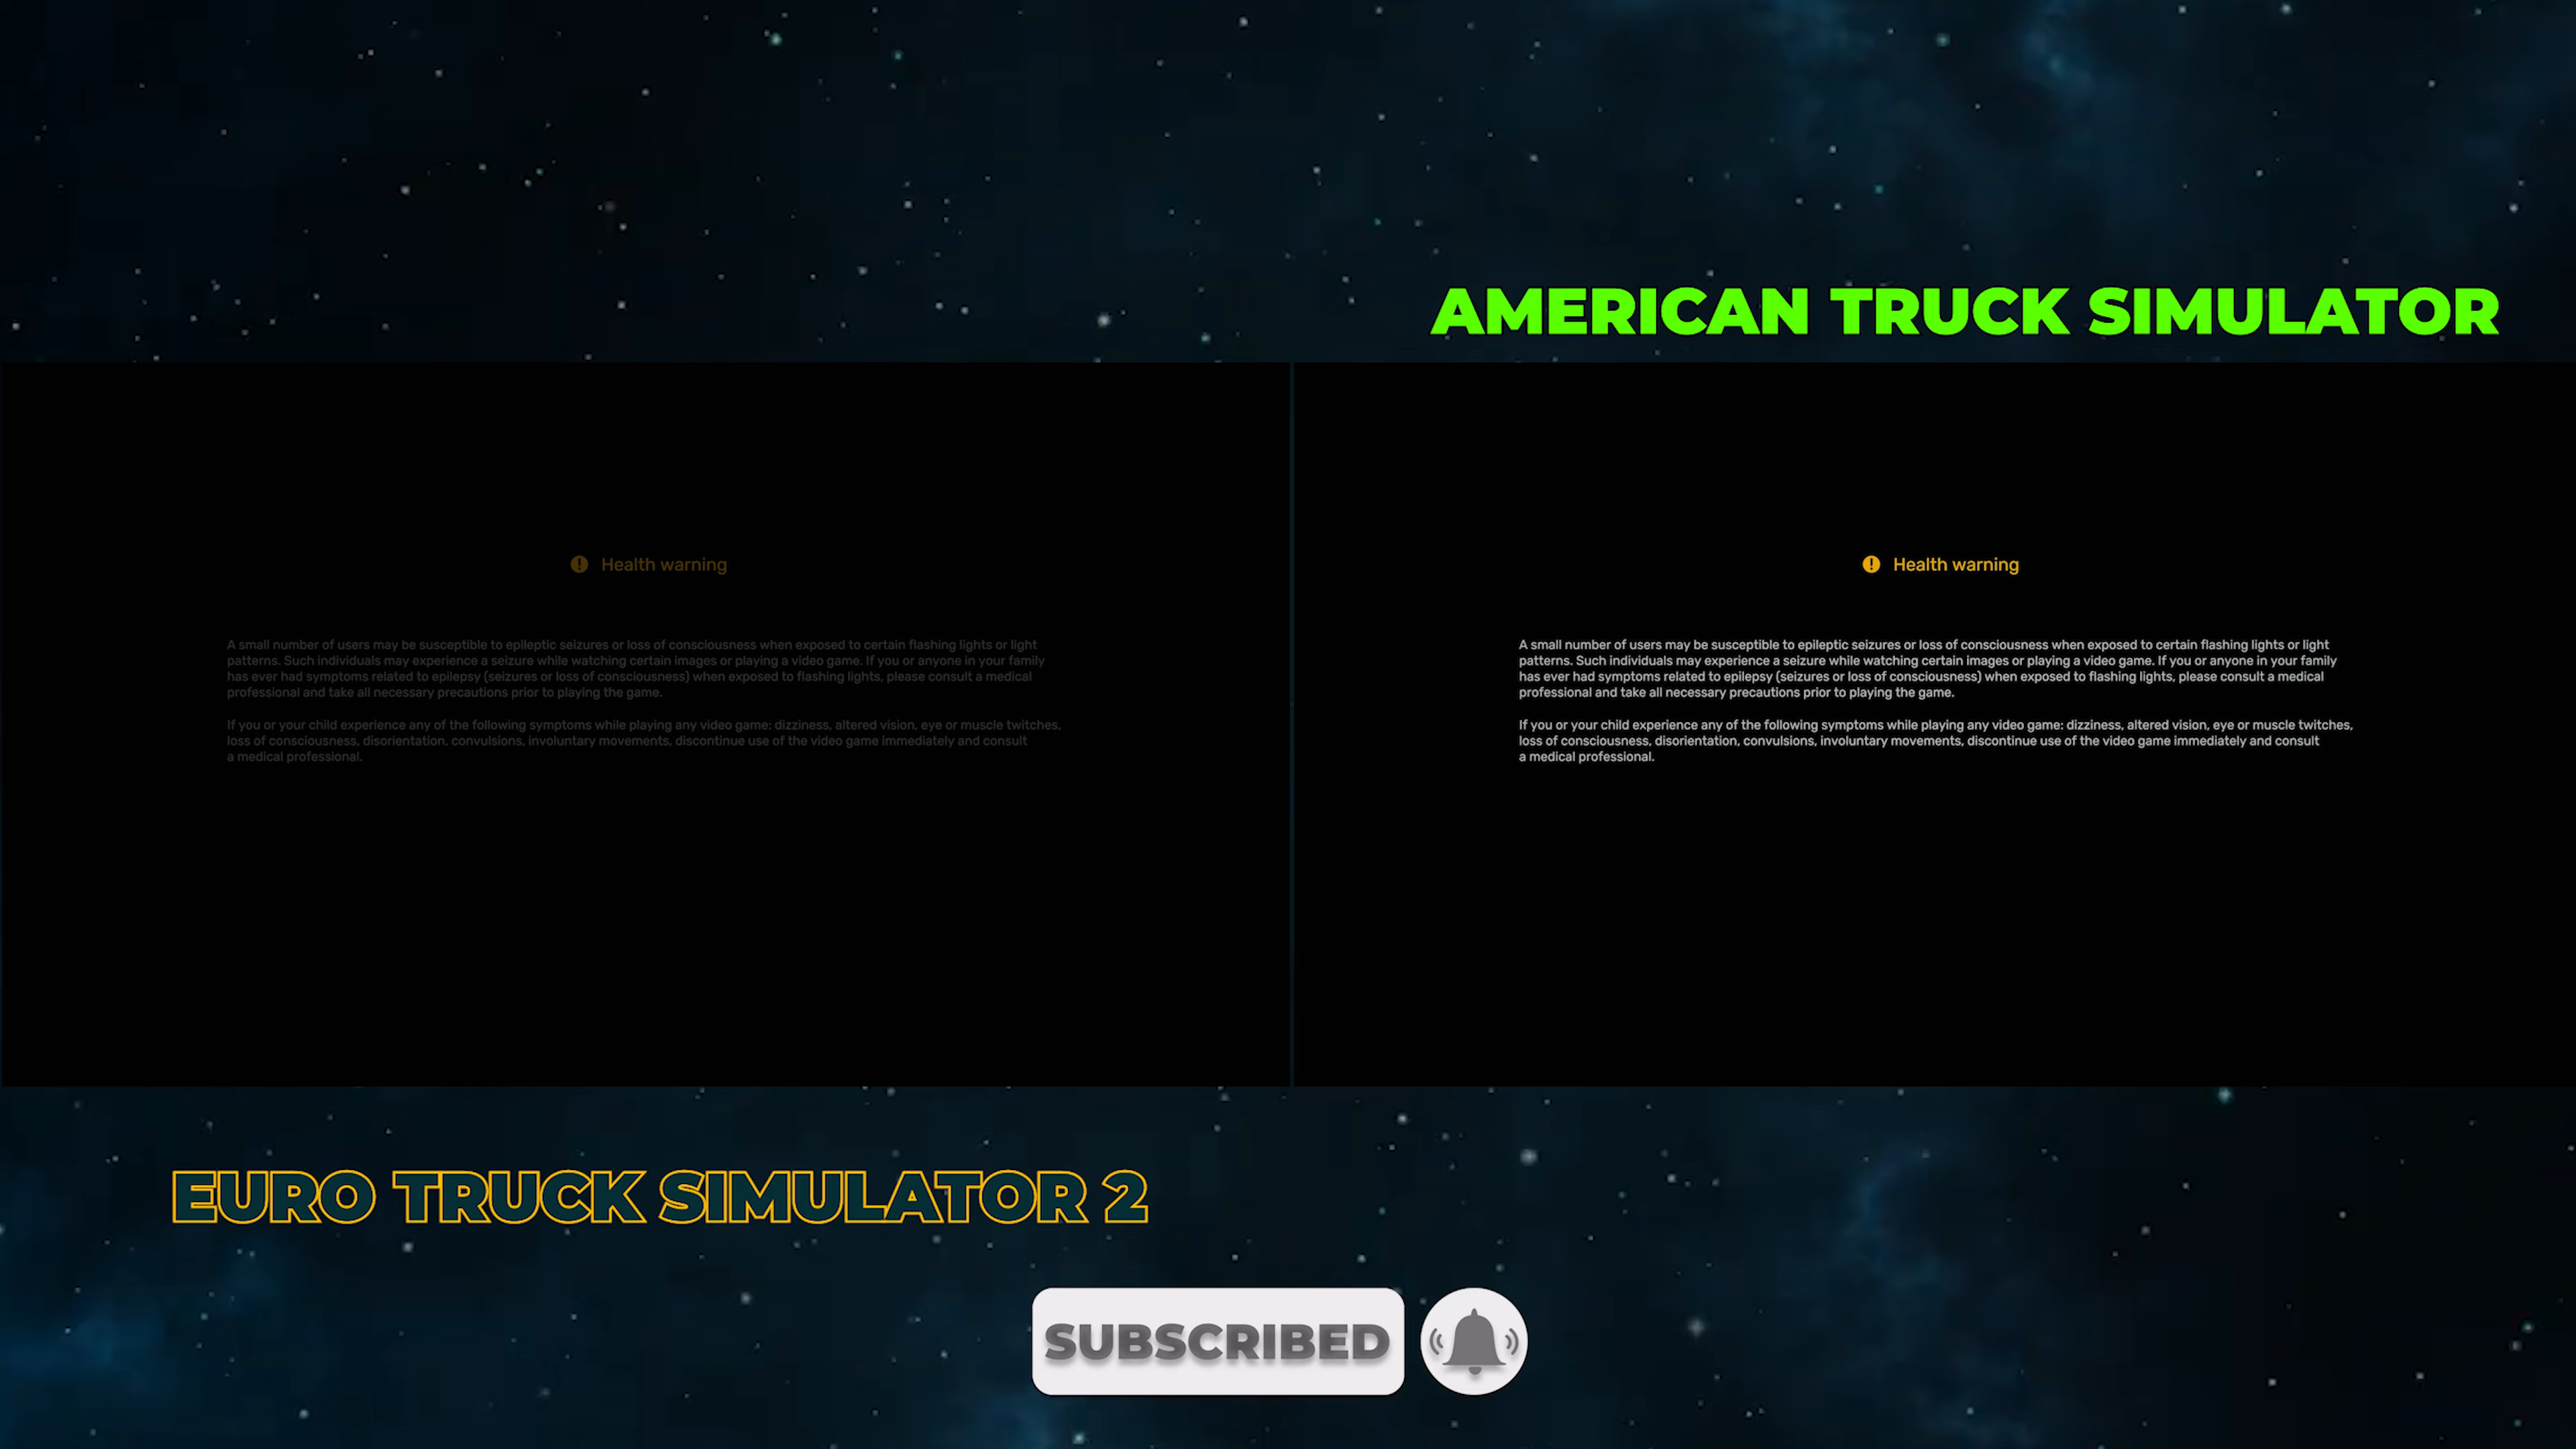 AMERICAN TRUCK SIMULATOR
Health warning
A small number of users may be susceptible to epileptic seizures or loss of consciousness when exposed to certain flashing lights or light
patterns. Such individuals may experience a seizure while watching certain images or playing a video game. If you or anyone in your family
has ever had symptoms related to epilepsy (seizures or loss of consciousness) when exposed to flashing lights, please consult a medical
professional and take all necessary precautions prior to playing the game.
If you or your child experience any of the following symptoms while playing any video game: dizziness, altered vision, eye or muscle twitches,
loss of consciousness, disorientation, convulsions, involuntary movements, discontinue use of the video game immediately and consult
a medical professional.
Health warning
A small number of users may be susceptible to epileptic seizures or loss of consciousness when exposed to certain flashing lights or light
patterns. Such individuals may experience a seizure while watching certain images or playing a video game. If you or anyone in your family
has ever had symptoms related to epilepsy (seizures or loss of consciousness) when exposed to flashing lights, please consult a medical
professional and take all necessary precautions prior to playing the game.
If you or your child experience any of the following symptoms while playing any video game: dizziness, altered vision, eye or muscle twitches,
loss of consciousness, disorientation, convulsions, involuntary movements, discontinue use of the video game immediately and consult
a medical professional.
EURO TRUCK SIMULATOR 2
SUBSCRIBED